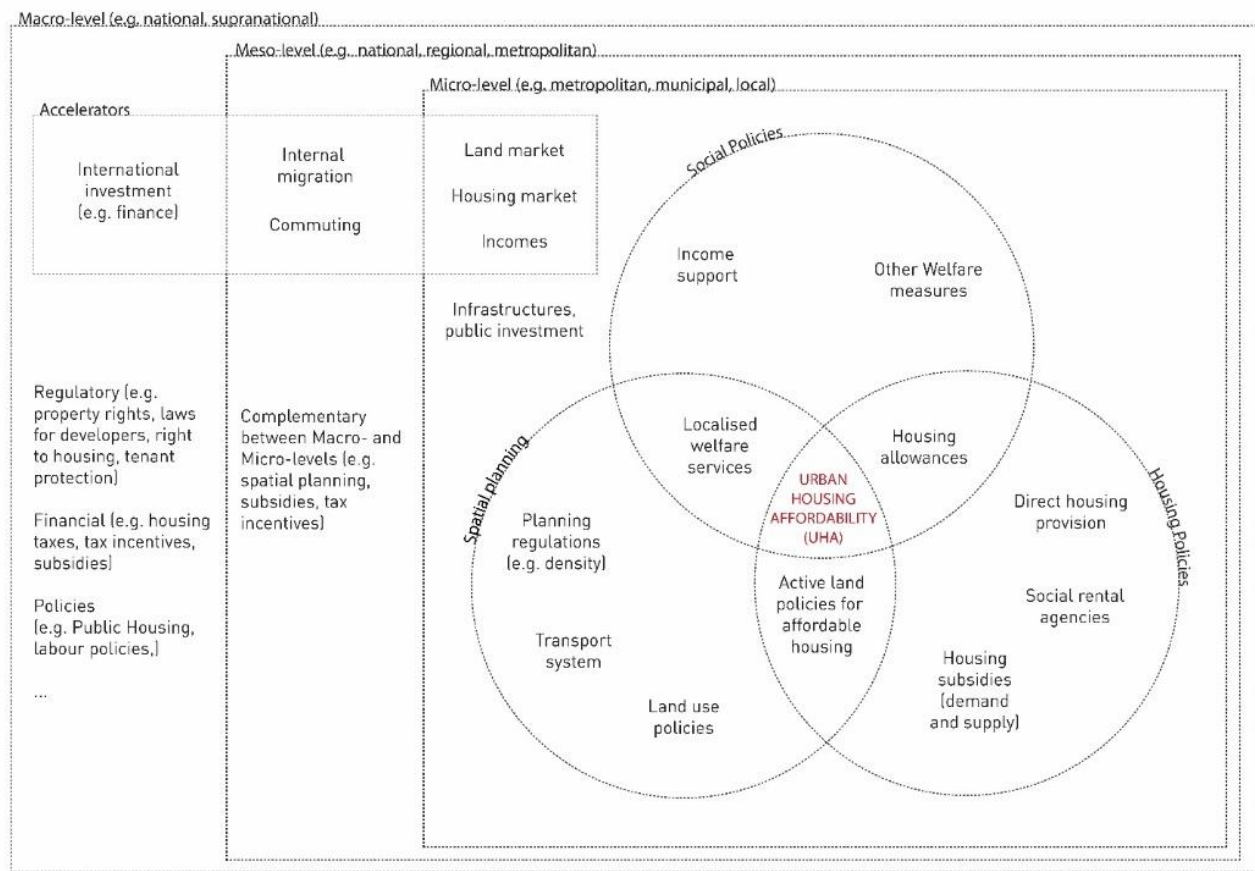 Macro-level (e.g. national, supranational)
Meso-level (e.g. national, regional, metropolitan)
Micro-level (e.g. metropolitan, municipal, local)
Accelerators
International
investment
(e.g. finance)
Internal
migration
Commuting
Land market
Housing market
Incomes
Infrastructures,
public investment
Regulatory (e.g.
property rights, laws
for developers, right
to housing, tenant
protection)
Financial (e.g. housing
taxes, tax incentives,
subsidies)
Policies
(e.g. Public Housing,
labour policies,)
...
Complementary
between Macro- and
Micro-levels (e.g.
spatial planning,
subsidies, tax
incentives)
Social Policies
Income
support
Other Welfare
measures
Localised
welfare
services
Housing
allowances
URBAN
HOUSING
AFFORDABILITY
(UHA)
Spatial planning
Planning
regulations
(e.g. density)
Transport
system
Land use
policies
Active land
policies for
affordable
housing
Housing Policies
Direct housing
provision
Social rental
agencies
Housing
subsidies
(demand
and supply)